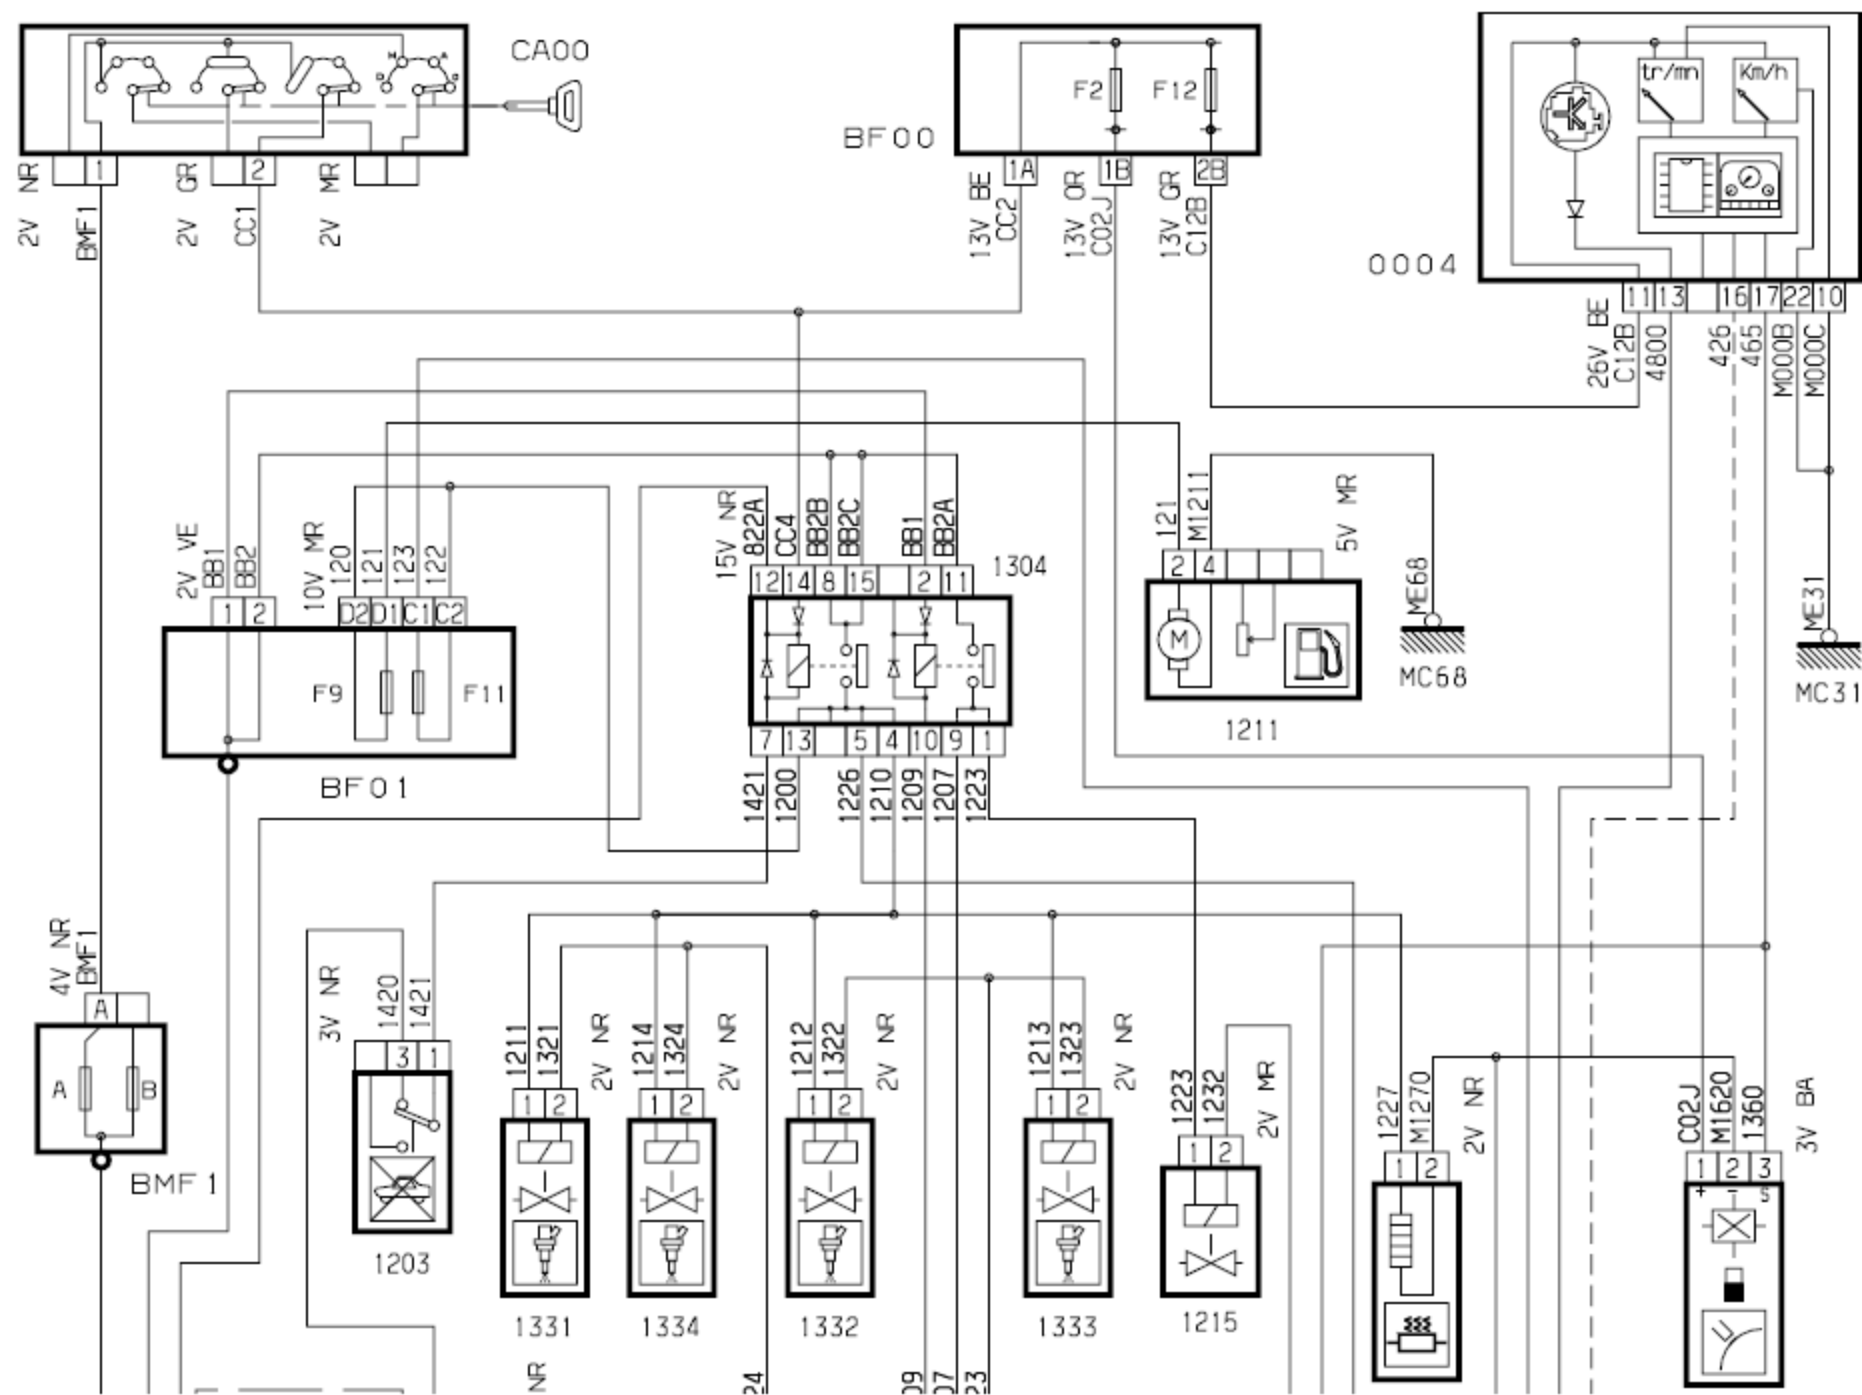 CA00
N A
D G
1 2
2V NR
BMF1
2V GR
CC1
2V MR
BF00
F2 F12
1A 1B 2B
13V BE
CC2
13V OR
C02J
13V GR
C12B
tr/mn Km/h
0004
11 13 16 17 22 10
26V BE
C12B
4800
426
465
M000B
M000C
2V VE
BB1
BB2
10V MR
120
121
123
122
1 2 D2 D1 C1 C2
F9 F11
BF01
15V NR
822A
CC4
BB2B
BB2C
BB1
BB2A
12 14 8 15 2 11
1304
7 13 5 4 10 9 1
1421
1200
1226
1210
1209
1207
1223
121
M1211
5V MR
2 4
M
1211
ME68
MC68
ME31
MC31
4V NR
BMF1
A
A B
BMF1
3V NR
1420
1421
3 1
1203
1211
1321
2V NR
1 2
1331
1214
1324
2V NR
1 2
1334
1212
1322
2V NR
1 2
1332
1213
1323
2V NR
1 2
1333
1223
1232
2V MR
1 2
1215
1227
M1270
2V NR
1 2
C02J
M1620
1360
3V BA
1 2 3
+ − S
NR
24
09
07
23